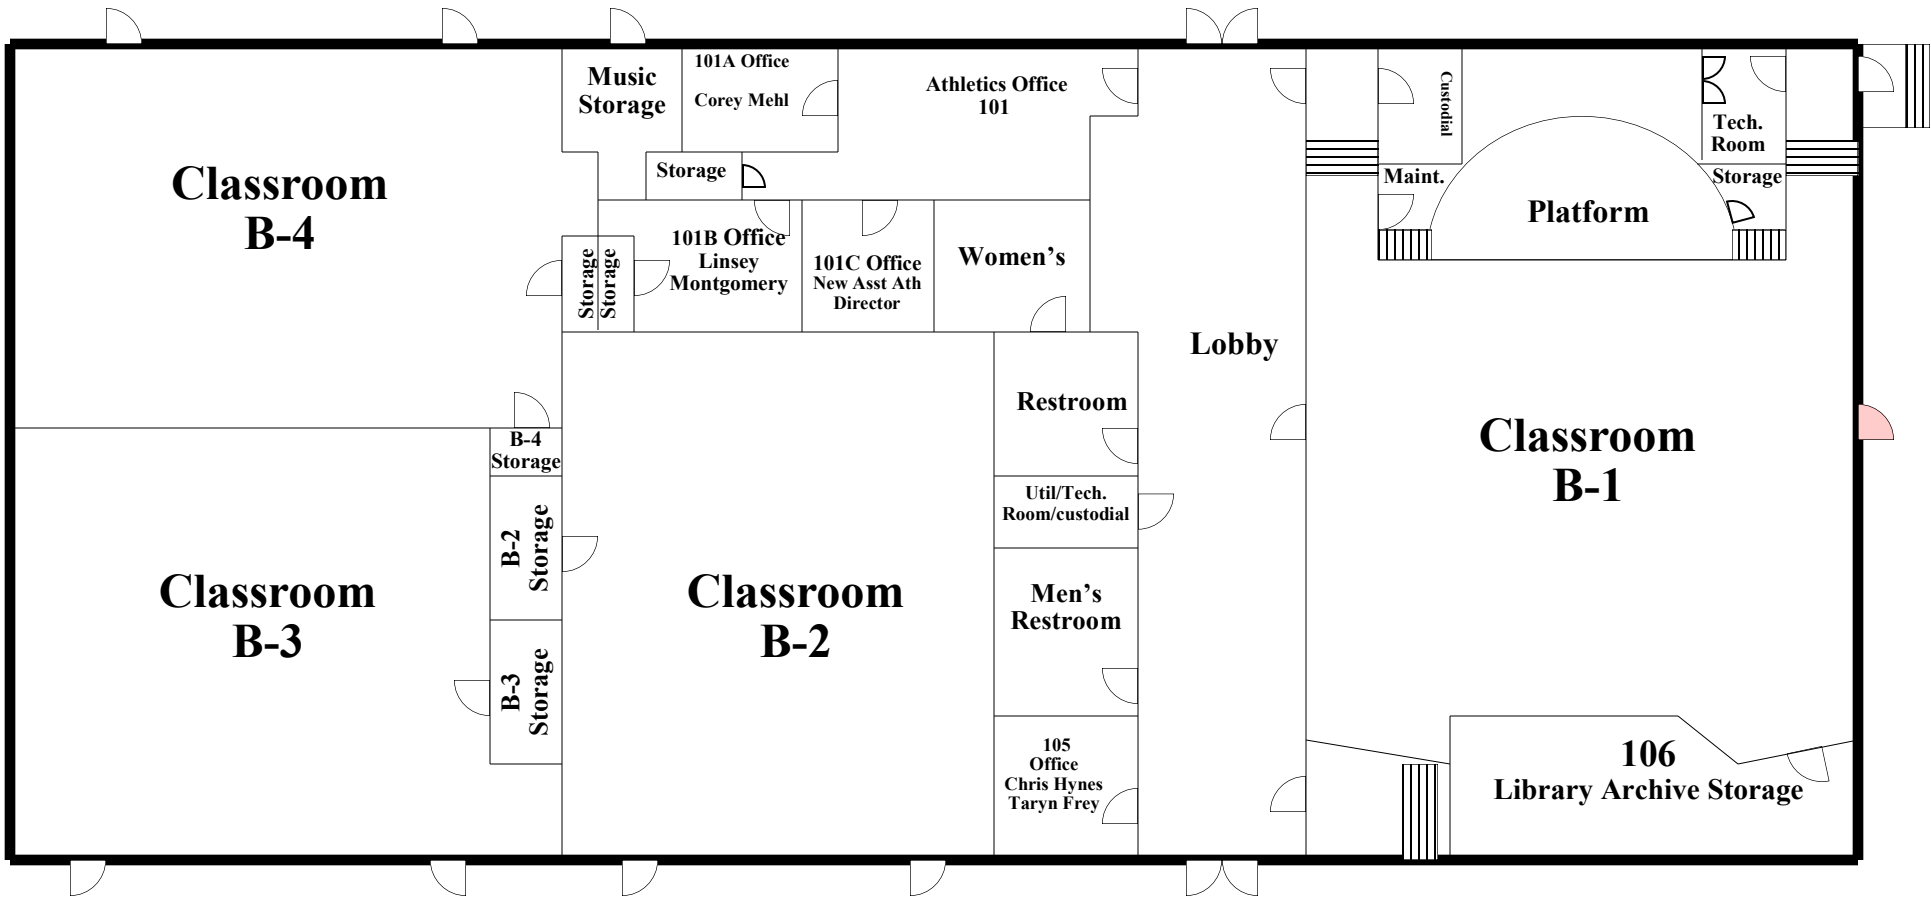 Music
Storage
101A Office
Corey Mehl
Athletics Office
101
Custodial
Tech.
Room
Classroom
B-4
Storage
Maint.
Storage
Platform
Storage
Storage
101B Office
Linsey
Montgomery
101C Office
New Asst Ath
Director
Women’s
Lobby
Restroom
Classroom
B-1
B-4
Storage
Util/Tech.
Room/custodial
B-2
Storage
Classroom
B-3
Classroom
B-2
Men’s
Restroom
B-3
Storage
105
Office
Chris Hynes
Taryn Frey
106
Library Archive Storage